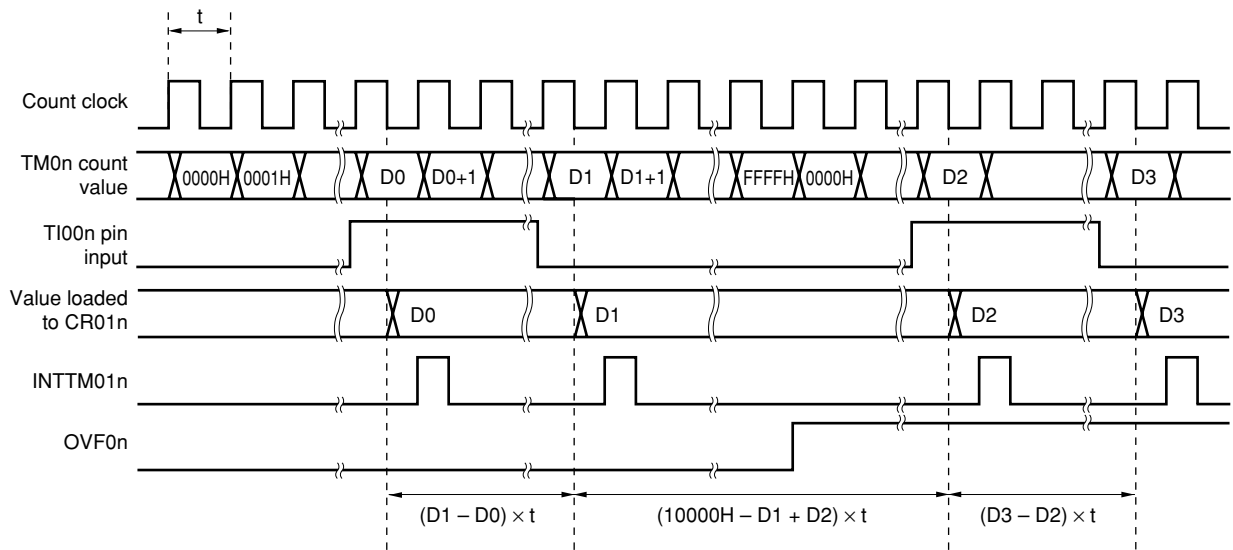 t
Count clock
TM0n count
value
0000H 0001H D0 D0+1 D1 D1+1 FFFFH 0000H D2 D3
TI00n pin
input
Value loaded
to CR01n
D0 D1 D2 D3
INTTM01n
OVF0n
(D1 – D0) × t (10000H – D1 + D2) × t (D3 – D2) × t